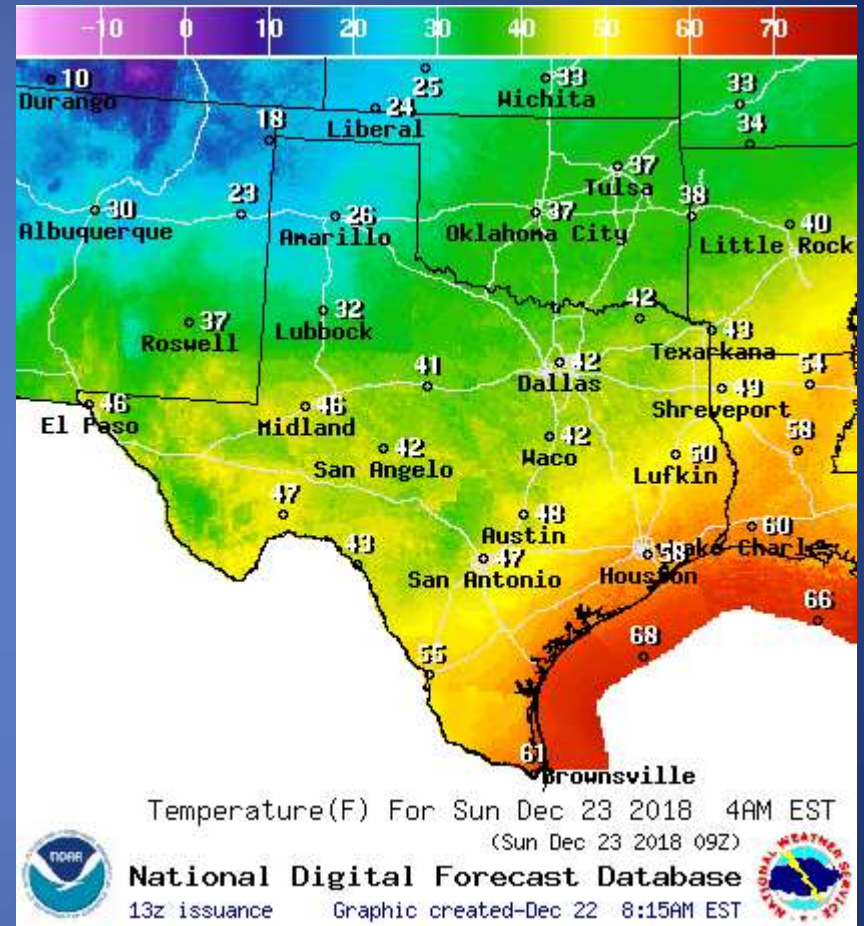 -10 0 10 20 30 40 50 60 70
10
Durango
25
33
Wichita
24
Liberal
33
18
34
37
Tulsa
30
Albuquerque
23
26
Amarillo
37
Oklahoma City
38
40
Little Rock
37
Roswell
32
Lubbock
42
43
Texarkana
41
42
Dallas
49
Shreveport
54
46
El Paso
46
Midland
42
San Angelo
42
Waco
50
Lufkin
58
47
48
Austin
60
Lake Charles
43
47
San Antonio
58
Houston
66
55
68
61
Brownsville
Temperature(F) For Sun Dec 23 2018 4AM EST
(Sun Dec 23 2018 09Z)
NOAA
National Digital Forecast Database
13z issuance Graphic created-Dec 22 8:15AM EST